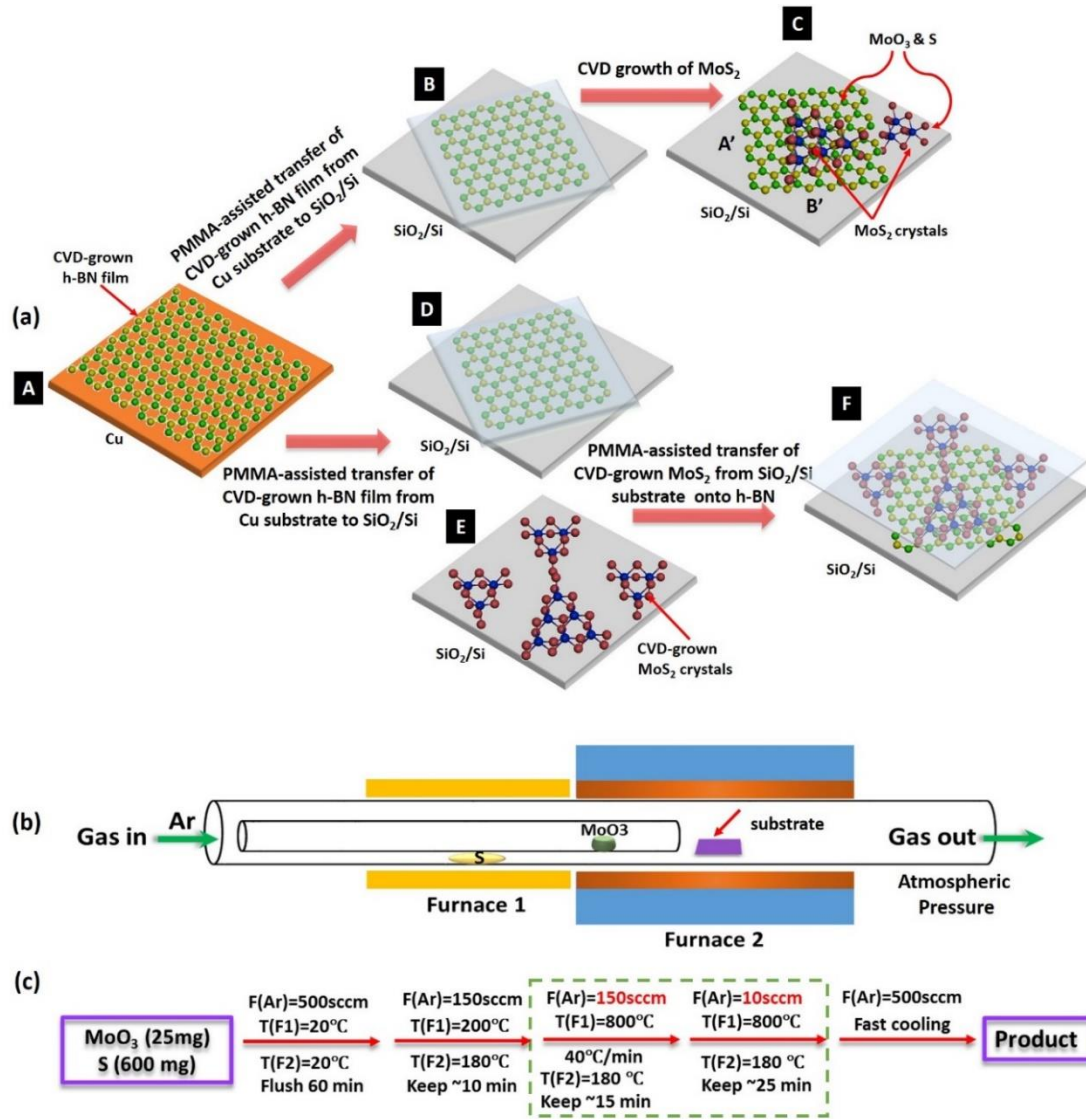 (a)
A
CVD-grown
h-BN film
Cu
PMMA-assisted transfer of
CVD-grown h-BN film from
Cu substrate to SiO₂/Si
B
SiO₂/Si
CVD growth of MoS₂
C
MoO₃ & S
A’
B’
SiO₂/Si
MoS₂ crystals
PMMA-assisted transfer of
CVD-grown h-BN film from
Cu substrate to SiO₂/Si
D
SiO₂/Si
E
SiO₂/Si
CVD-grown
MoS₂ crystals
PMMA-assisted transfer of
CVD-grown MoS₂ from SiO₂/Si
substrate onto h-BN
F
SiO₂/Si
(b)
Gas in
Ar
S
MoO3
substrate
Gas out
Atmospheric
Pressure
Furnace 1
Furnace 2
(c)
MoO₃ (25mg)
S (600 mg)
F(Ar)=500sccm
T(F1)=20℃
T(F2)=20℃
Flush 60 min
F(Ar)=150sccm
T(F1)=200℃
T(F2)=180℃
Keep ~10 min
F(Ar)=150sccm
T(F1)=800℃
40℃/min
T(F2)=180 ℃
Keep ~15 min
F(Ar)=10sccm
T(F1)=800℃
T(F2)=180 ℃
Keep ~25 min
F(Ar)=500sccm
Fast cooling
Product